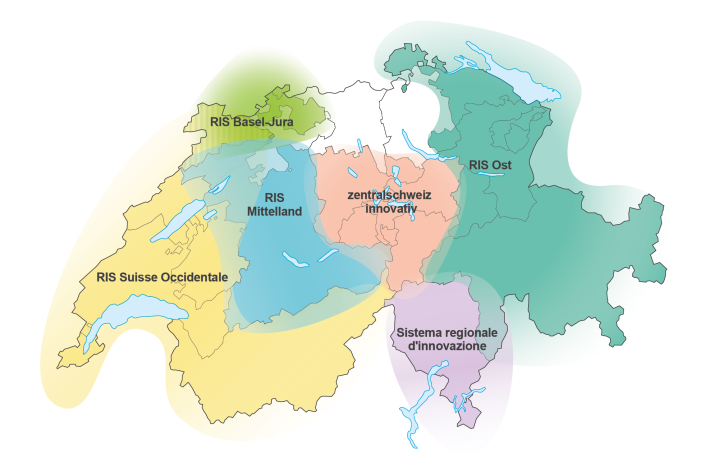 RIS Basel-Jura
RIS Ost
zentralschweiz
innovativ
RIS
Mittelland
RIS Suisse Occidentale
Sistema regionale
d'innovazione